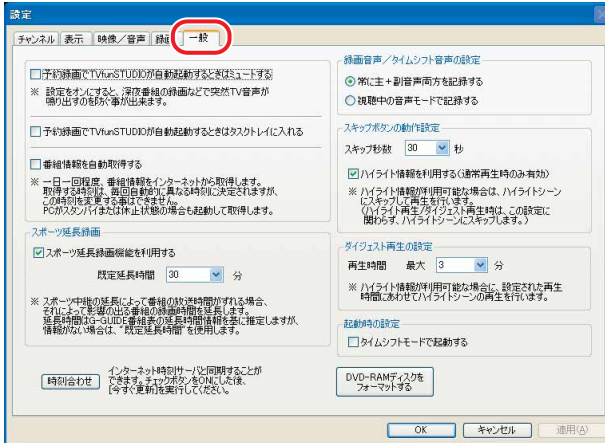 設定
チャンネル 表示 映像/音声 録画 一般
□予約録画でTVfunSTUDIOが自動起動するときはミュートする
※ 設定をオンにすると、深夜番組の録画などで突然TV音声が
鳴り出すのを防ぐ事が出来ます。
□予約録画でTVfunSTUDIOが自動起動するときはタスクトレイに入れる
□番組情報を自動取得する
※ 一日一回程度、番組情報をインターネットから取得します。
取得する時刻は、毎回自動的に異なる時刻に決定されますが、
この時刻を変更する事はできません。
PCがスタンバイまたは休止状態の場合も起動して取得します。
スポーツ延長録画
スポーツ延長録画機能を利用する
既定延長時間 30 分
※ スポーツ中継の延長によって番組の放送時間がずれる場合、
それによって影響の出る番組の録画時間を延長します。
延長時間はG-GUIDE番組表の延長時間情報を基に推定しますが、
情報がない場合は、"既定延長時間"を使用します。
時刻合わせ
インターネット時刻サーバと同期することが
できます。チェックボタンをONにした後、
[今すぐ更新]を実行してください。
録画音声/タイムシフト音声の設定
常に主+副音声両方を記録する
視聴中の音声モードで記録する
スキップボタンの動作設定
スキップ秒数 30 秒
ハイライト情報を利用する(通常再生時のみ有効)
※ ハイライト情報が利用可能な場合は、ハイライトシーン
にスキップして再生を行います。
(ハイライト再生/ダイジェスト再生時は、この設定に
関わらず、ハイライトシーンにスキップします。)
ダイジェスト再生の設定
再生時間 最大 3 分
※ ハイライト情報が利用可能な場合に、設定された再生
時間にあわせてハイライトシーンの再生を行います。
起動時の設定
タイムシフトモードで起動する
DVD-RAMディスクを
フォーマットする
OK キャンセル 適用(A)